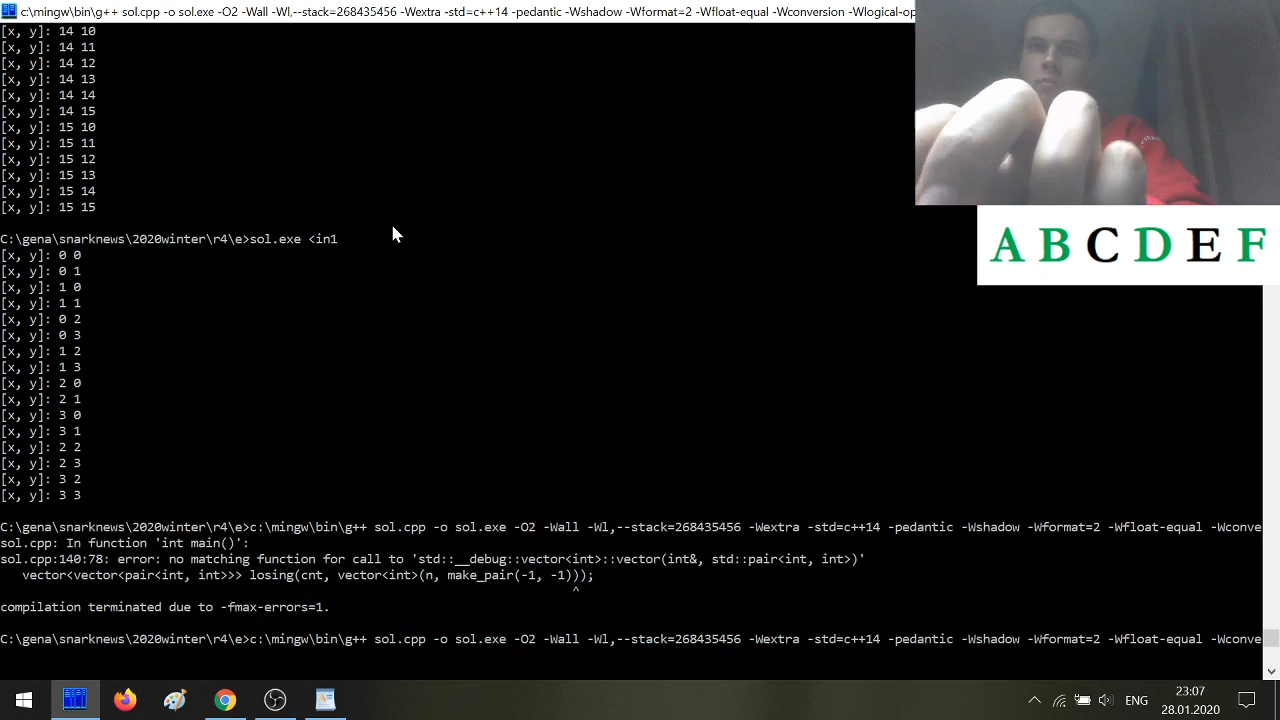 c:\mingw\bin\g++ sol.cpp -o sol.exe -O2 -Wall -Wl,--stack=268435456 -Wextra -std=c++14 -pedantic -Wshadow -Wformat=2 -Wfloat-equal -Wconversion -Wlogical-op
[x, y]: 14 10
[x, y]: 14 11
[x, y]: 14 12
[x, y]: 14 13
[x, y]: 14 14
[x, y]: 14 15
[x, y]: 15 10
[x, y]: 15 11
[x, y]: 15 12
[x, y]: 15 13
[x, y]: 15 14
[x, y]: 15 15
A B C D E F
C:\gena\snarknews\2020winter\r4\e>sol.exe <in1
[x, y]: 0 0
[x, y]: 0 1
[x, y]: 1 0
[x, y]: 1 1
[x, y]: 0 2
[x, y]: 0 3
[x, y]: 1 2
[x, y]: 1 3
[x, y]: 2 0
[x, y]: 2 1
[x, y]: 3 0
[x, y]: 3 1
[x, y]: 2 2
[x, y]: 2 3
[x, y]: 3 2
[x, y]: 3 3
C:\gena\snarknews\2020winter\r4\e>c:\mingw\bin\g++ sol.cpp -o sol.exe -O2 -Wall -Wl,--stack=268435456 -Wextra -std=c++14 -pedantic -Wshadow -Wformat=2 -Wfloat-equal -Wconve
sol.cpp: In function 'int main()':
sol.cpp:140:78: error: no matching function for call to 'std::__debug::vector<int>::vector(int&, std::pair<int, int>)'
vector<vector<pair<int, int>>> losing(cnt, vector<int>(n, make_pair(-1, -1)));
^
compilation terminated due to -fmax-errors=1.
C:\gena\snarknews\2020winter\r4\e>c:\mingw\bin\g++ sol.cpp -o sol.exe -O2 -Wall -Wl,--stack=268435456 -Wextra -std=c++14 -pedantic -Wshadow -Wformat=2 -Wfloat-equal -Wconve
ENG
23:07
28.01.2020